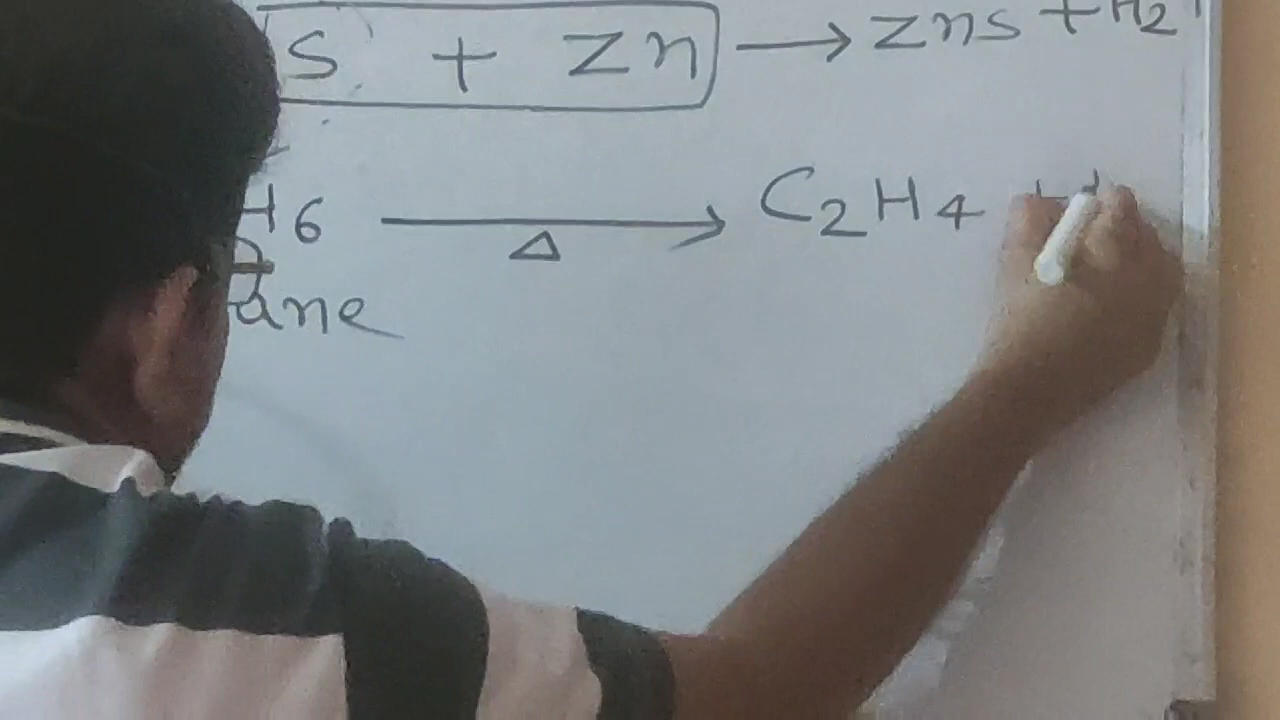 S + Zn → ZnS + H2↑
H6 → C2H4 +
Δ
ane